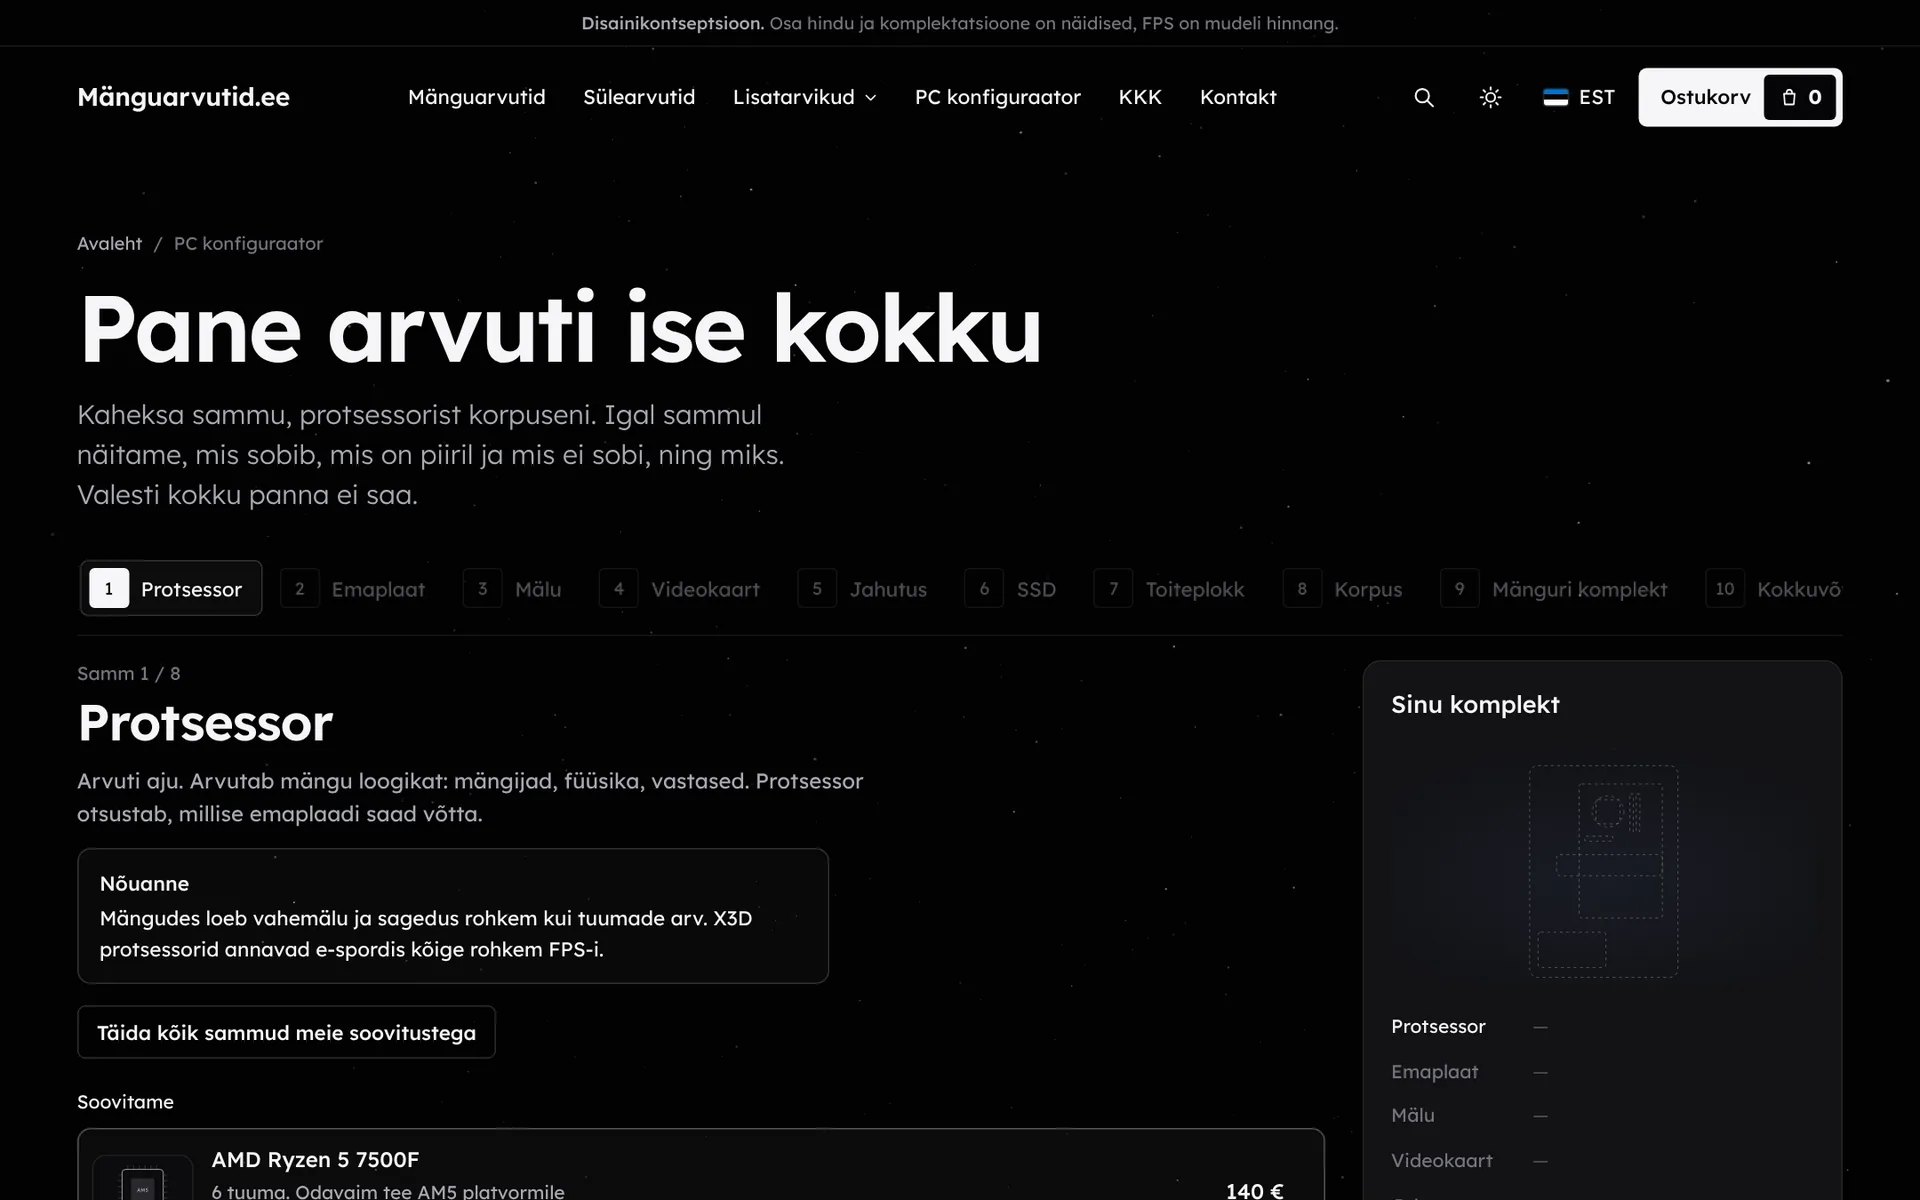 Disainikontseptsioon. Osa hindu ja komplektatsioone on näidised, FPS on mudeli hinnang.
Mänguarvutid.ee
Mänguarvutid
Sülearvutid
Lisatarvikud
PC konfiguraator
KKK
Kontakt
EST
Ostukorv
0
Avaleht / PC konfiguraator
Pane arvuti ise kokku
Kaheksa sammu, protsessorist korpuseni. Igal sammul
näitame, mis sobib, mis on piiril ja mis ei sobi, ning miks.
Valesti kokku panna ei saa.
1 Protsessor
2 Emaplaat
3 Mälu
4 Videokaart
5 Jahutus
6 SSD
7 Toiteplokk
8 Korpus
9 Mänguri komplekt
10 Kokkuvõ
Samm 1 / 8
Protsessor
Arvuti aju. Arvutab mängu loogikat: mängijad, füüsika, vastased. Protsessor
otsustab, millise emaplaadi saad võtta.
Nõuanne
Mängudes loeb vahemälu ja sagedus rohkem kui tuumade arv. X3D
protsessorid annavad e-spordis kõige rohkem FPS-i.
Täida kõik sammud meie soovitustega
Soovitame
AM5
AMD Ryzen 5 7500F
6 tuuma. Odavaim tee AM5 platvormile
140 €
Sinu komplekt
Protsessor —
Emaplaat —
Mälu —
Videokaart —